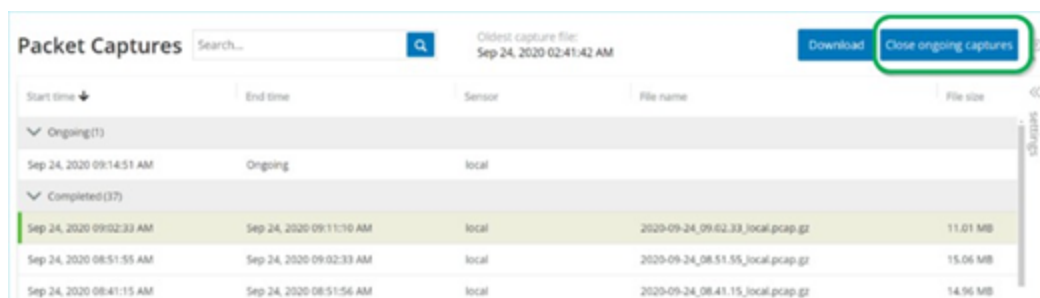 Packet Captures Search... Oldest capture file: Download Close ongoing captures
Sep 24, 2020 02:41:42 AM
Start time End time Sensor File name File size
Ongoing (1)
Sep 24, 2020 09:14:51 AM Ongoing local
Completed (37)
Sep 24, 2020 09:02:33 AM Sep 24, 2020 09:11:10 AM local 2020-09-24_09.02.33_local.pcap.gz 11.01 MB
Sep 24, 2020 08:51:55 AM Sep 24, 2020 09:02:33 AM local 2020-09-24_08.51.55_local.pcap.gz 15.06 MB
Sep 24, 2020 08:41:15 AM Sep 24, 2020 08:51:56 AM local 2020-09-24_08.41.15_local.pcap.gz 14.96 MB
settings